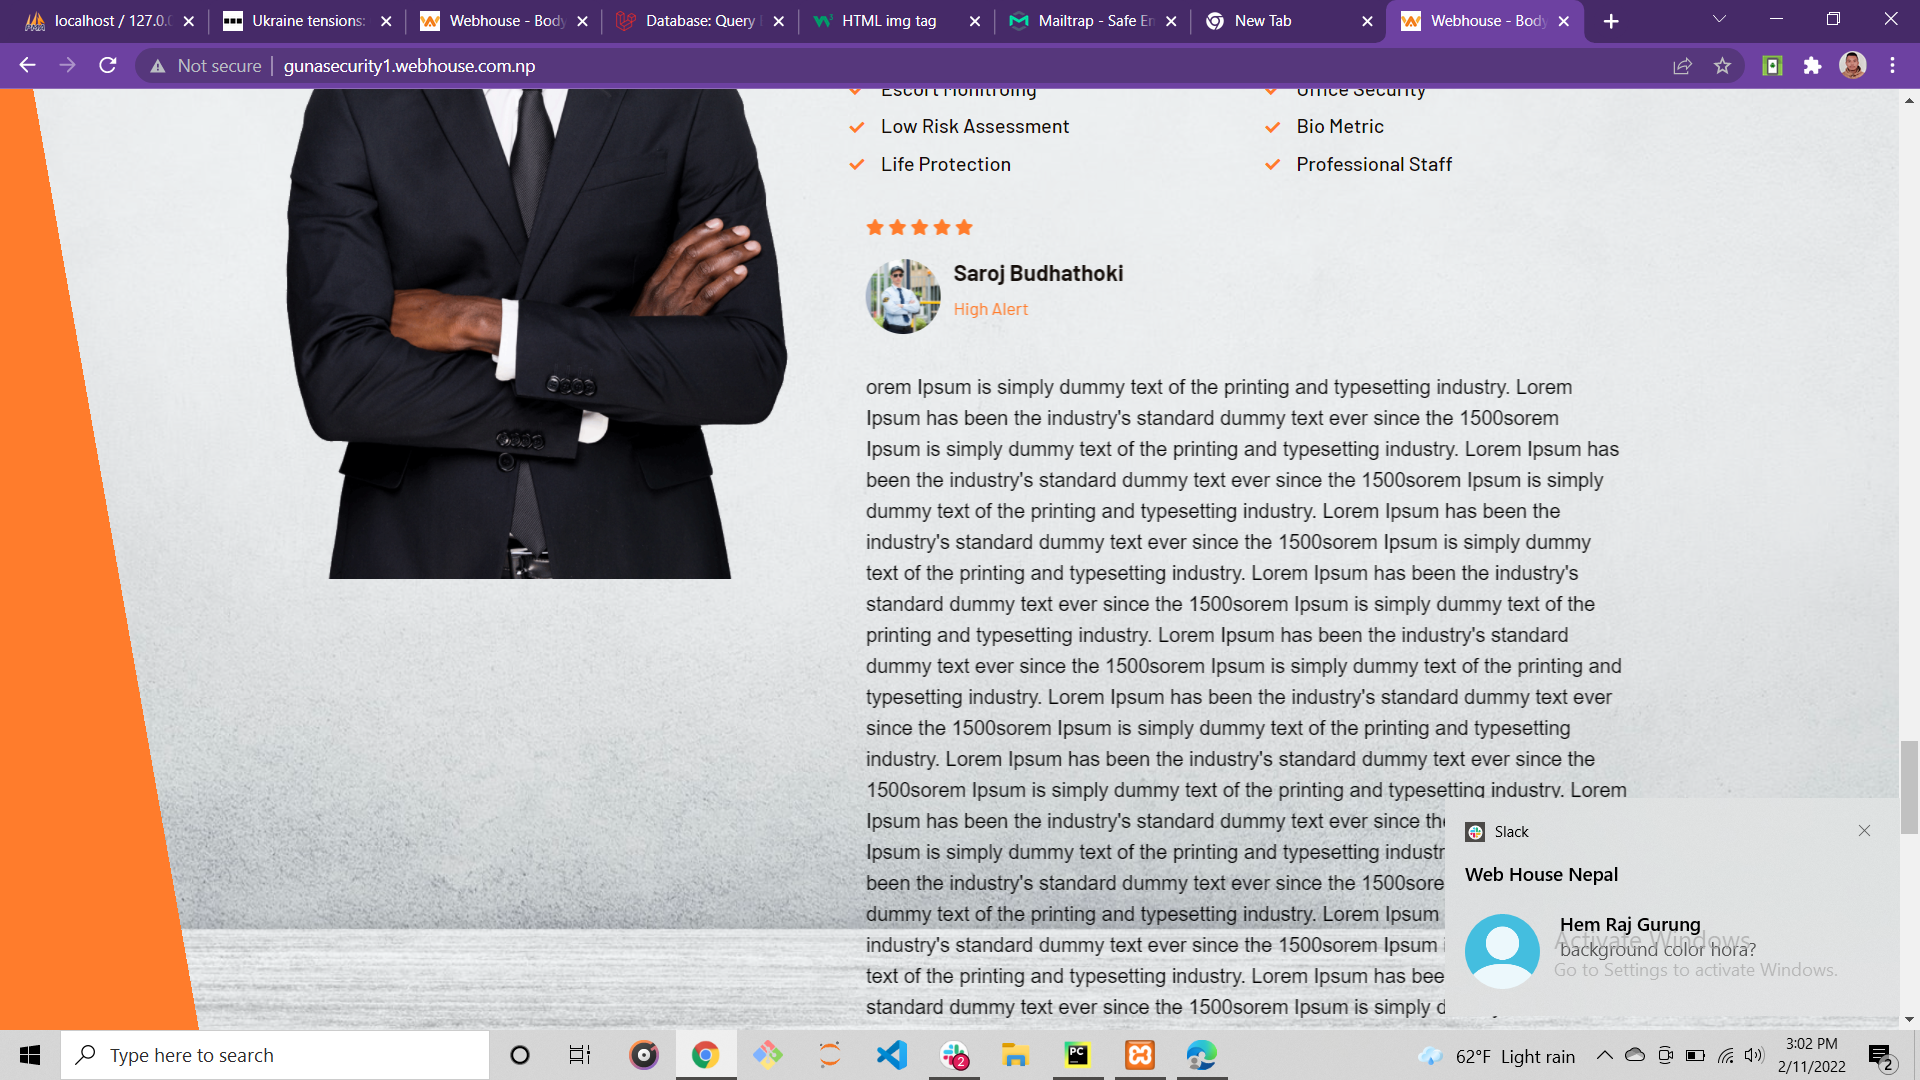 localhost / 127.0.0
Ukraine tensions:
Webhouse - Body
Database: Query
HTML img tag
Mailtrap - Safe Em
New Tab
Webhouse - Body
Not secure
gunasecurity1.webhouse.com.np
Escort Monitroing
Office Security
Low Risk Assessment
Bio Metric
Life Protection
Professional Staff
Saroj Budhathoki
High Alert
orem Ipsum is simply dummy text of the printing and typesetting industry. Lorem
Ipsum has been the industry's standard dummy text ever since the 1500sorem
Ipsum is simply dummy text of the printing and typesetting industry. Lorem Ipsum has
been the industry's standard dummy text ever since the 1500sorem Ipsum is simply
dummy text of the printing and typesetting industry. Lorem Ipsum has been the
industry's standard dummy text ever since the 1500sorem Ipsum is simply dummy
text of the printing and typesetting industry. Lorem Ipsum has been the industry's
standard dummy text ever since the 1500sorem Ipsum is simply dummy text of the
printing and typesetting industry. Lorem Ipsum has been the industry's standard
dummy text ever since the 1500sorem Ipsum is simply dummy text of the printing and
typesetting industry. Lorem Ipsum has been the industry's standard dummy text ever
since the 1500sorem Ipsum is simply dummy text of the printing and typesetting
industry. Lorem Ipsum has been the industry's standard dummy text ever since the
1500sorem Ipsum is simply dummy text of the printing and typesetting industry. Lorem
Ipsum has been the industry's standard dummy text ever since the
Ipsum is simply dummy text of the printing and typesetting industr
been the industry's standard dummy text ever since the 1500sore
dummy text of the printing and typesetting industry. Lorem Ipsum
industry's standard dummy text ever since the 1500sorem Ipsum
text of the printing and typesetting industry. Lorem Ipsum has bee
standard dummy text ever since the 1500sorem Ipsum is simply d
Slack
Web House Nepal
Hem Raj Gurung
background color hora?
Activate Windows
Go to Settings to activate Windows.
Type here to search
2
PC
62°F Light rain
3:02 PM
2/11/2022
2